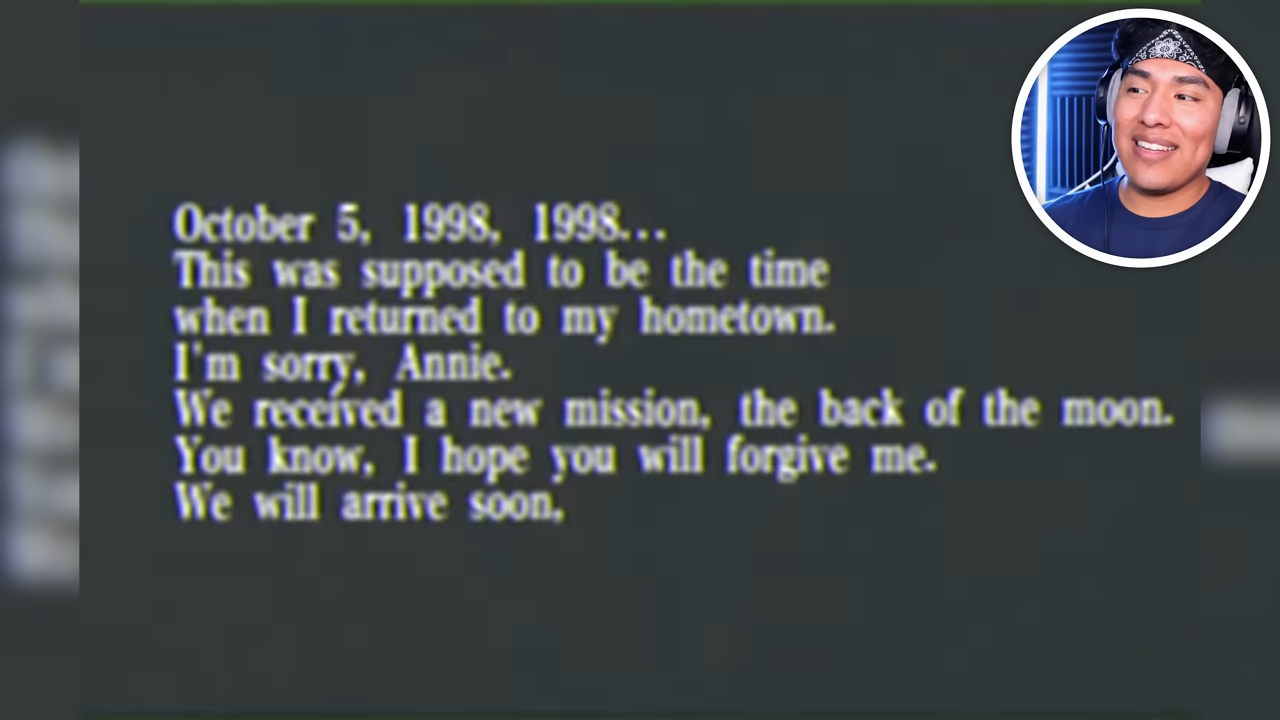 October 5, 1998, 1998...
This was supposed to be the time
when I returned to my hometown.
I'm sorry, Annie.
We received a new mission, the back of the moon.
You know, I hope you will forgive me.
We will arrive soon,